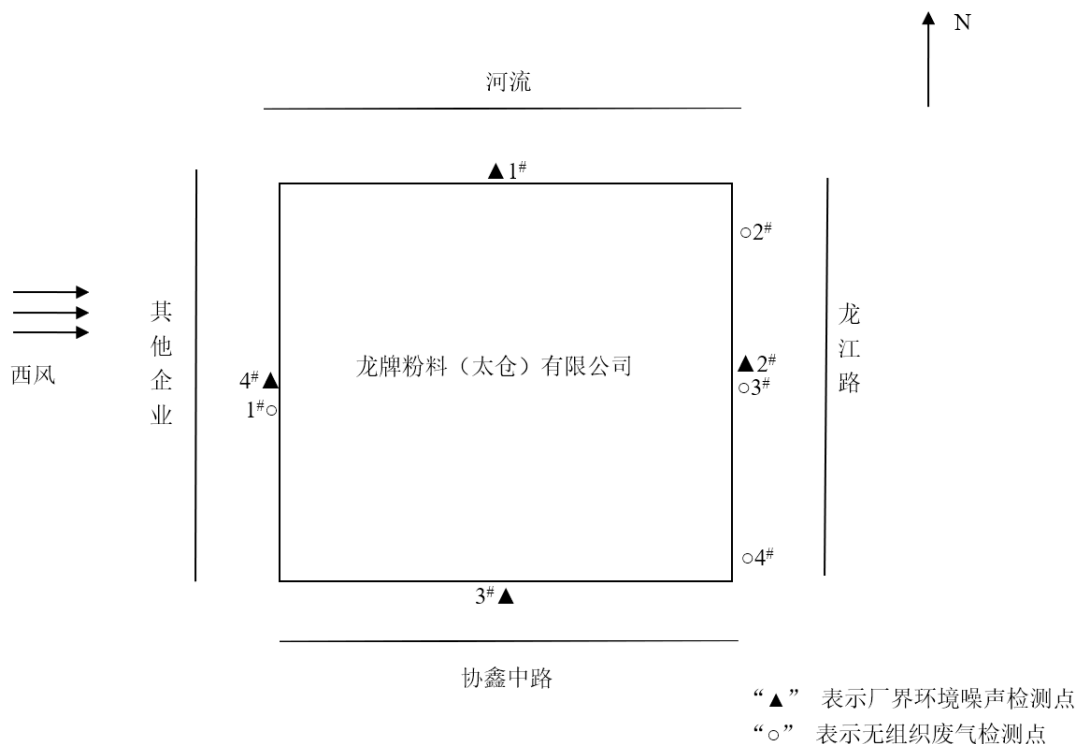 N
河流
▲1#
○2#
其他企业
西风
龙牌粉料（太仓）有限公司
▲2#
○3#
龙江路
4#▲
1#○
○4#
3#▲
协鑫中路
“▲” 表示厂界环境噪声检测点
“○” 表示无组织废气检测点